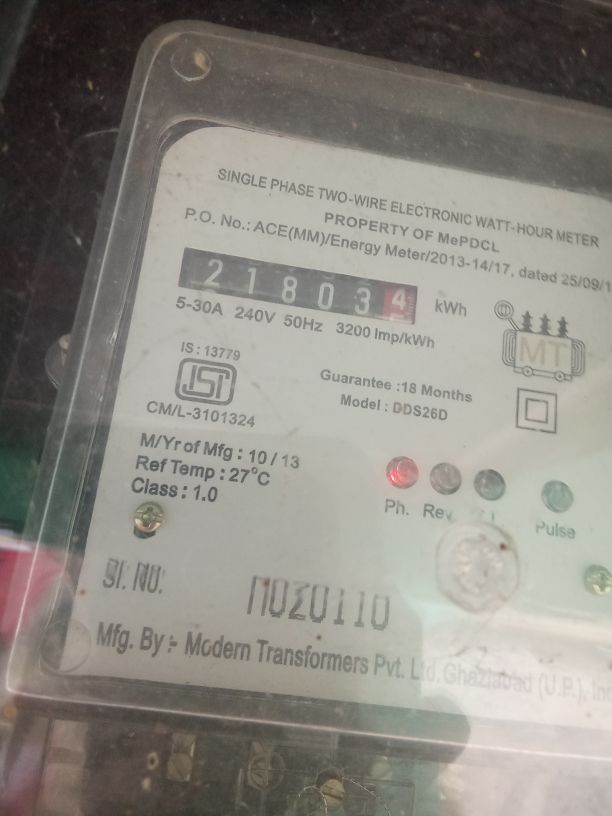 SINGLE PHASE TWO-WIRE ELECTRONIC WATT-HOUR METER
PROPERTY OF MePDCL
P.O. No.: ACE(MM)/Energy Meter/2013-14/17, dated 25/09/1
218034 kWh
5-30A 240V 50Hz 3200 Imp/kWh
IS : 13779
ISI
CM/L-3101324
MT
Guarantee : 18 Months
Model : DDS26D
M/Yr of Mfg : 10 / 13
Ref Temp : 27°C
Class : 1.0
Ph. Rev Pulse
Sl. No. M020110
Mfg. By :- Modern Transformers Pvt. Ltd. Ghaziabad (U.P.), In